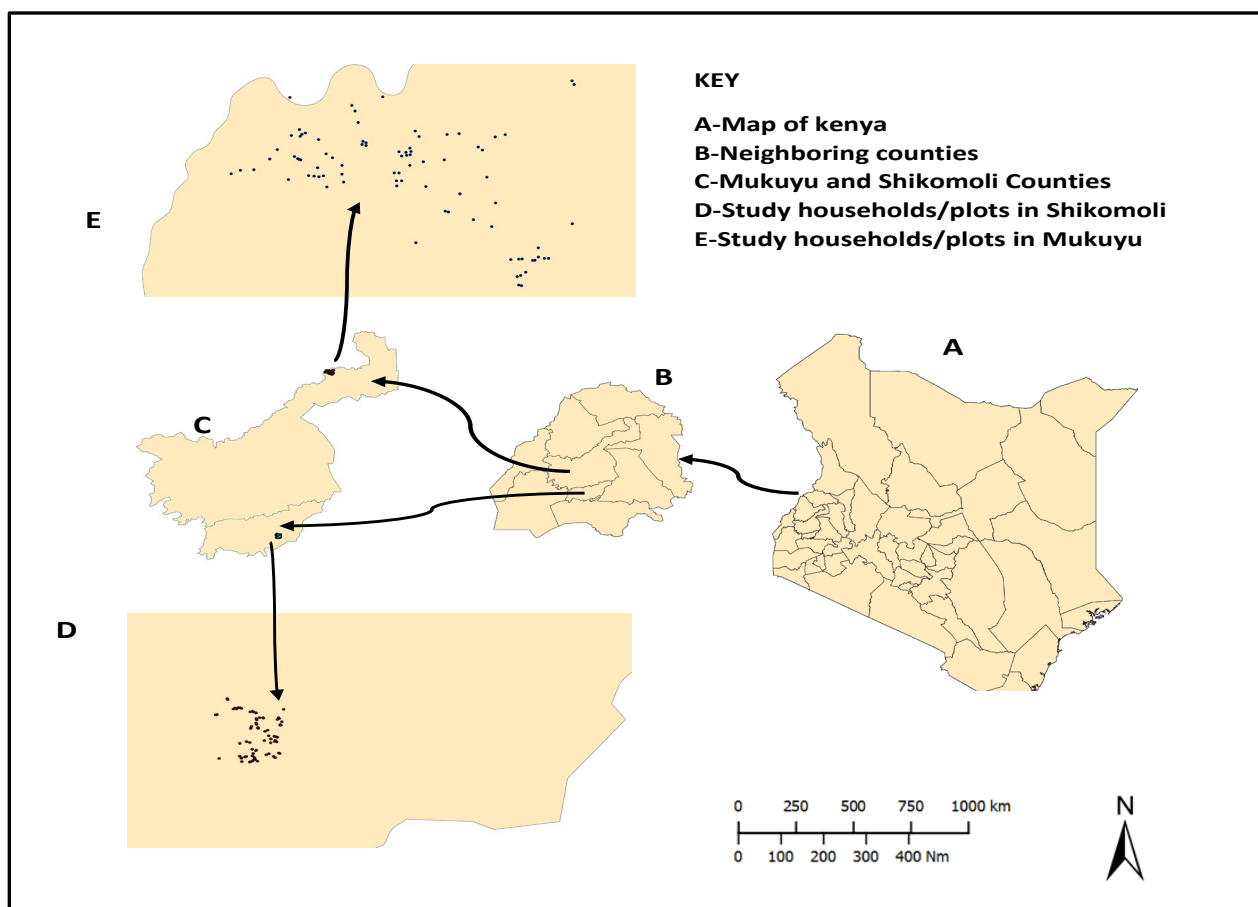 KEY
A-Map of kenya
B-Neighboring counties
C-Mukuyu and Shikomoli Counties
D-Study households/plots in Shikomoli
E-Study households/plots in Mukuyu
E
A
B
C
D
0 250 500 750 1000 km
0 100 200 300 400 Nm
N